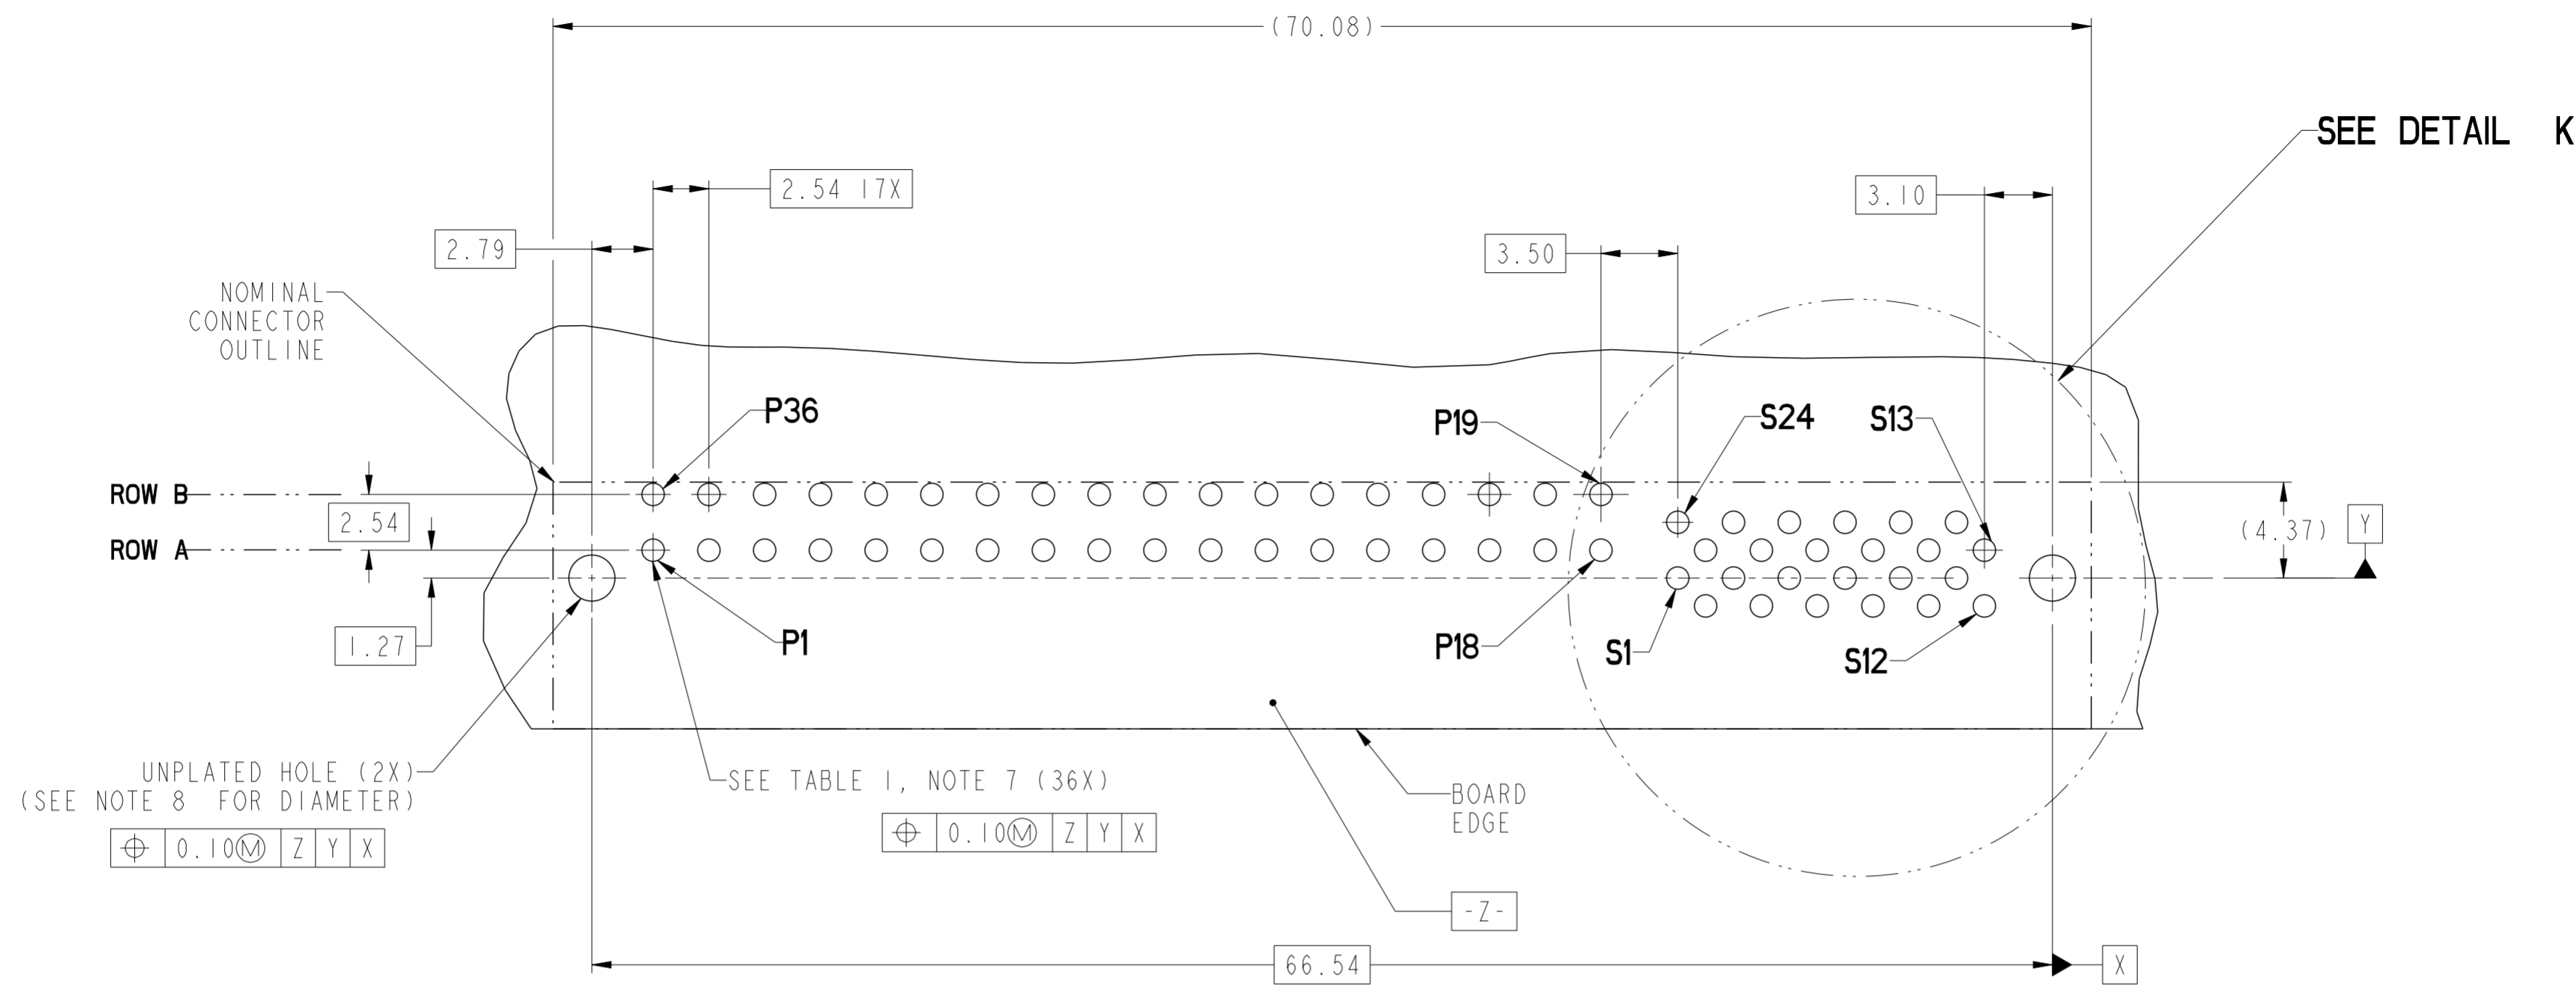 (70.08)
SEE DETAIL K
2.54 17X
3.10
2.79
3.50
NOMINAL
CONNECTOR
OUTLINE
P36
P19
S24
S13
ROW B
2.54
ROW A
(4.37)
Y
1.27
P1
P18
S1
S12
UNPLATED HOLE (2X)
(SEE NOTE 8 FOR DIAMETER)
⌖ 0.10Ⓜ Z Y X
SEE TABLE 1, NOTE 7 (36X)
⌖ 0.10Ⓜ Z Y X
BOARD
EDGE
-Z-
66.54
X